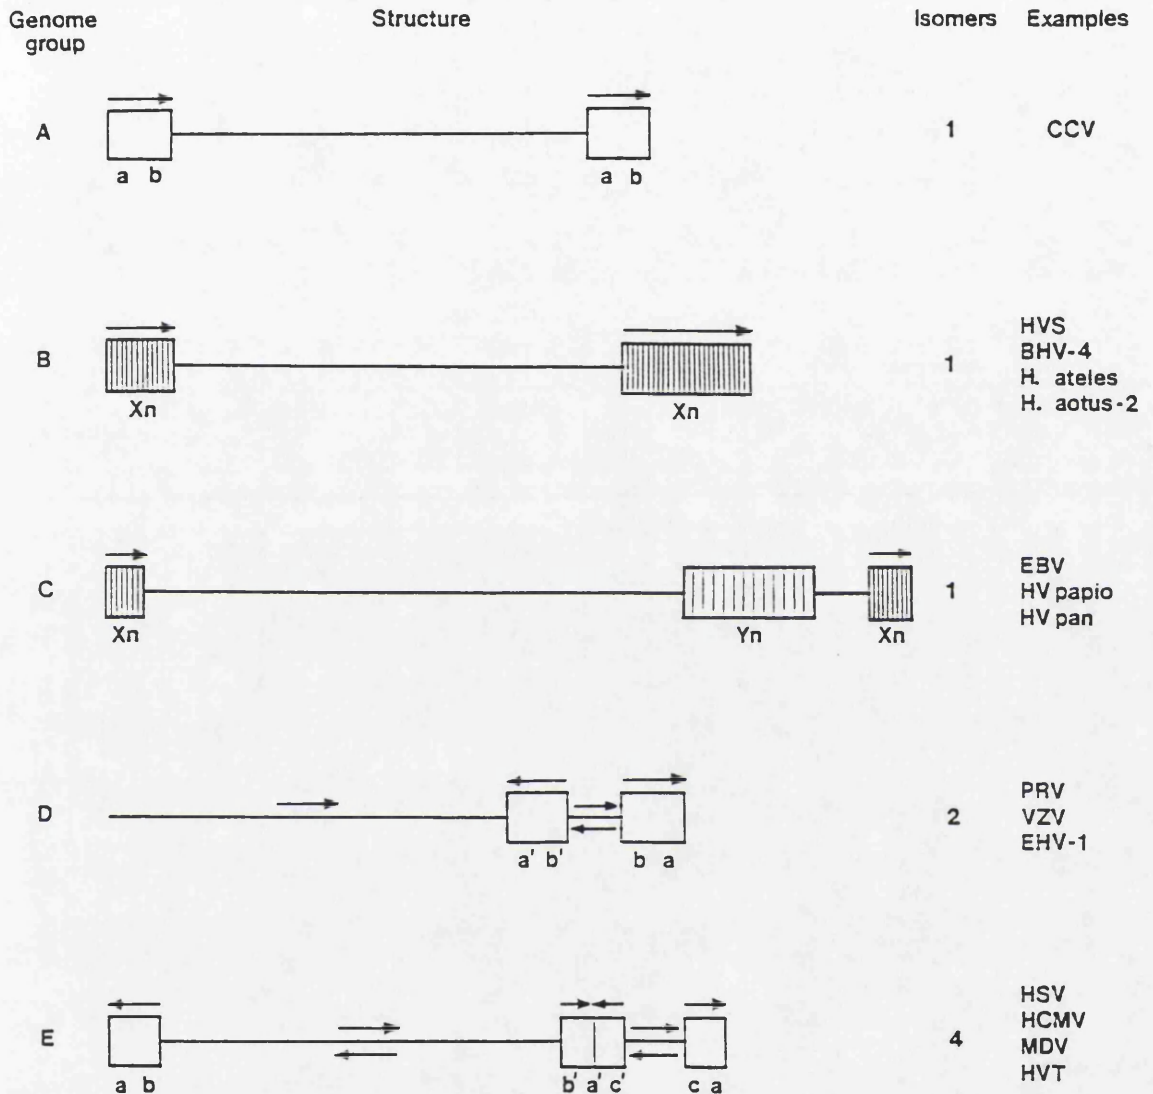 Genome group Structure Isomers Examples
A
a b a b
1 CCV
B
Xn Xn
1
HVS
BHV-4
H. ateles
H. aotus-2
C
Xn Yn Xn
1
EBV
HV papio
HV pan
D
a' b' b a
2
PRV
VZV
EHV-1
E
a b b' a' c' c a
4
HSV
HCMV
MDV
HVT